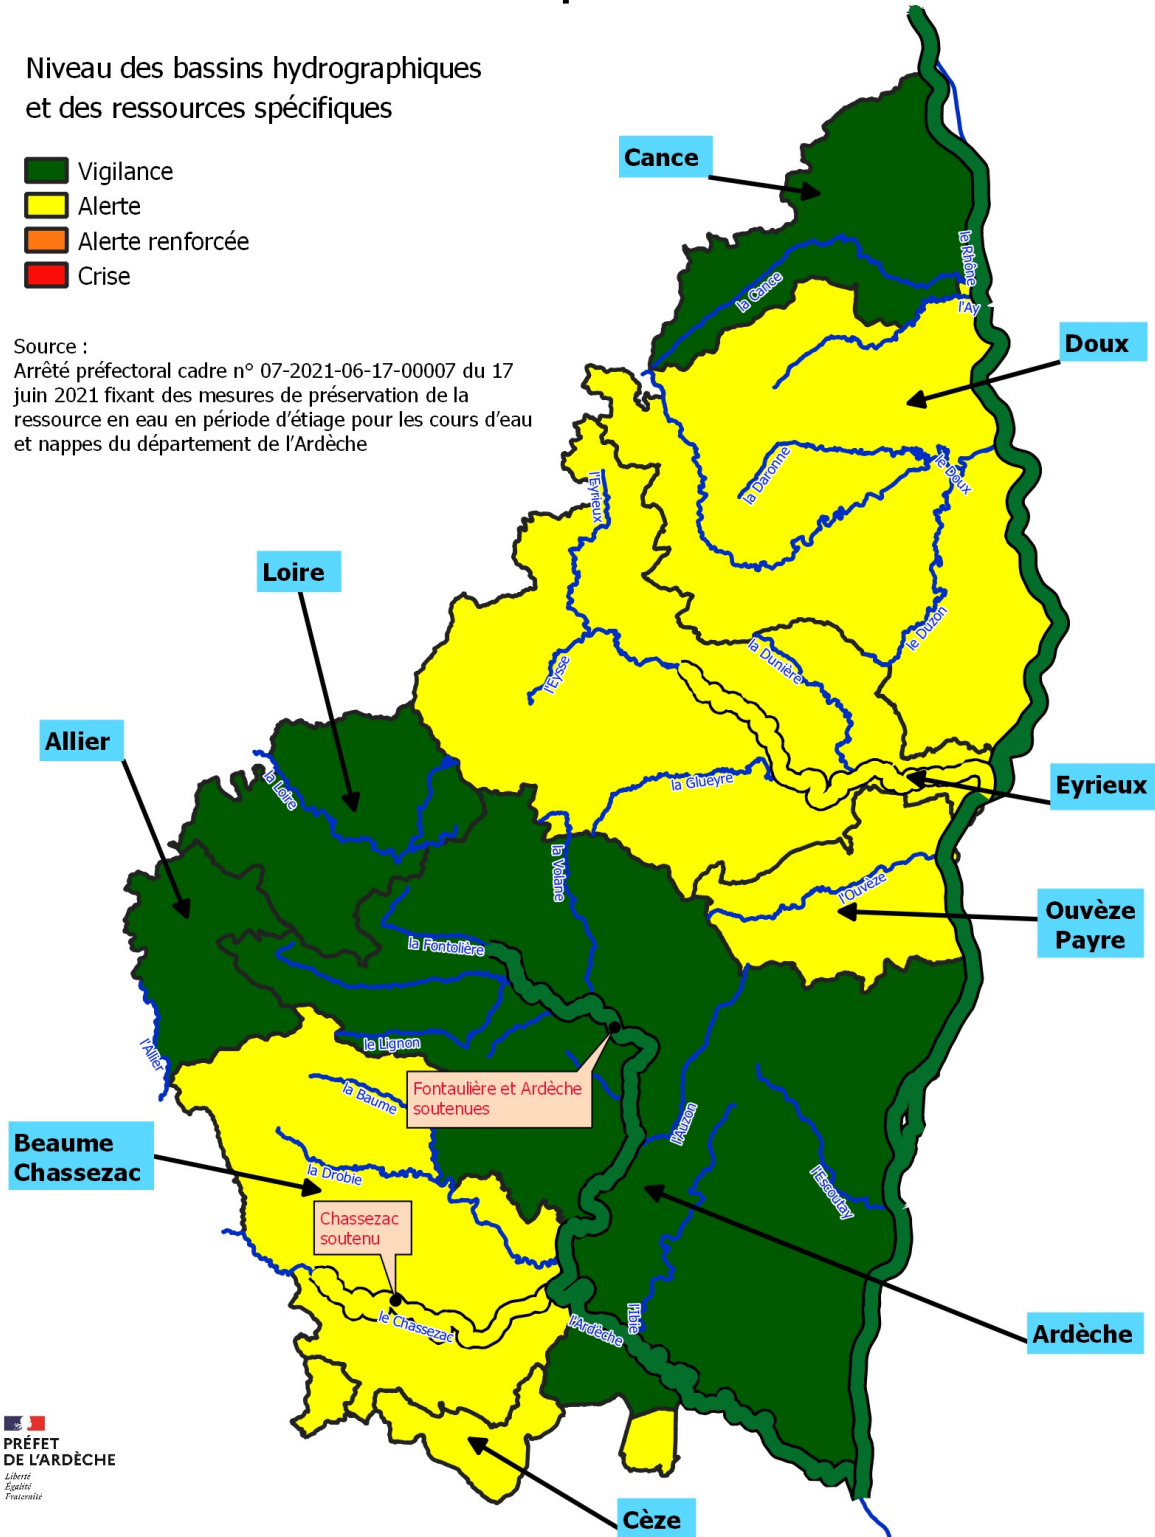 Niveau des bassins hydrographiques
et des ressources spécifiques
Vigilance
Alerte
Alerte renforcée
Crise
Source :
Arrêté préfectoral cadre n° 07-2021-06-17-00007 du 17
juin 2021 fixant des mesures de préservation de la
ressource en eau en période d'étiage pour les cours d'eau
et nappes du département de l'Ardèche
Cance
le Rhône
la Cance
l'Ay
Doux
la Daronne
le Doux
l'Eyrieux
Loire
le Duzon
la Dunière
l'Eysse
Allier
la Loire
la Glueyre
Eyrieux
la Volane
l'Ouvèze
Ouvèze
Payre
la Fontolière
l'Allier
le Lignon
Fontaulière et Ardèche
soutenues
la Baume
l'Auzon
Beaume
Chassezac
la Drobie
l'Escoutay
Chassezac
soutenu
le Chassezac
l'Ardèche
l'Ibie
Ardèche
PRÉFET
DE L'ARDÈCHE
Liberté
Égalité
Fraternité
Cèze